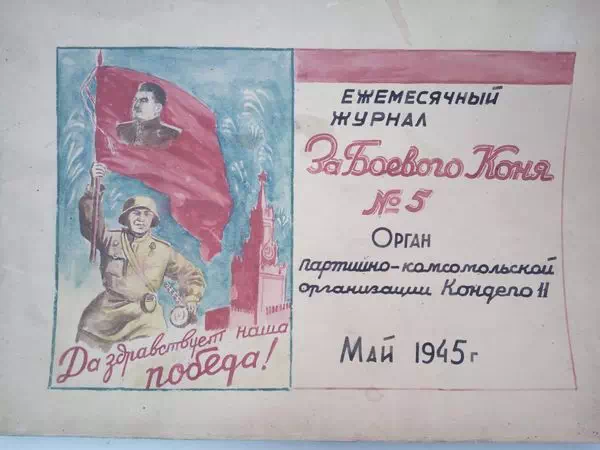 Да здравствует наша
победа!
ЕЖЕМЕСЯЧНЫЙ
ЖУРНАЛ
За Боевого Коня
№ 5
Орган
партийно-комсомольской
организации Кондепо 11
Май 1945 г